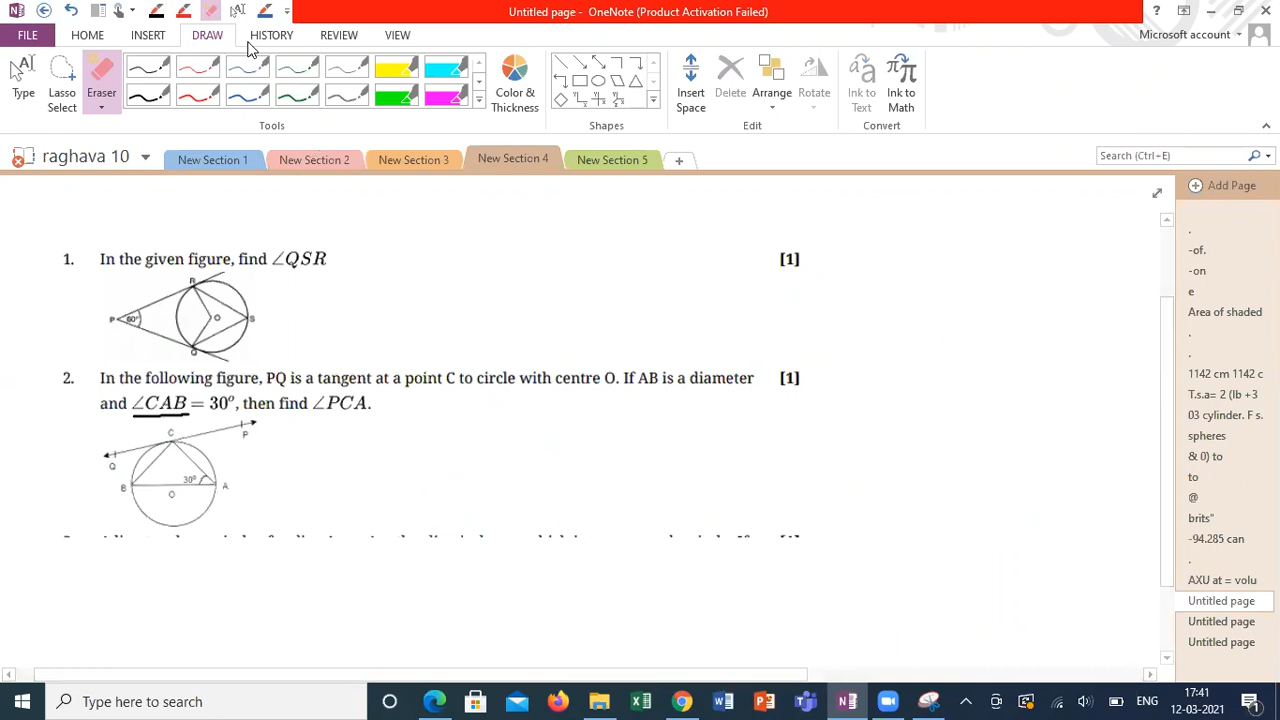 Untitled page - OneNote (Product Activation Failed)
FILE HOME INSERT DRAW HISTORY REVIEW VIEW
Microsoft account
Type Lasso Select Eraser Color & Thickness Insert Space Delete Arrange Rotate Ink to Text Ink to Math
Tools Shapes Edit Convert
raghava 10
New Section 1 New Section 2 New Section 3 New Section 4 New Section 5
Search (Ctrl+E)
Add Page
.
-of.
-on
e
Area of shaded
.
.
1142 cm 1142 c
T.s.a= 2 (lb +3
03 cylinder. F s.
spheres
& 0) to
to
@
brits"
-94.285 can
.
AXU at = volu
Untitled page
Untitled page
Untitled page
1. In the given figure, find ∠QSR [1]
R
P 60° O S
Q
2. In the following figure, PQ is a tangent at a point C to circle with centre O. If AB is a diameter [1]
and ∠CAB = 30°, then find ∠PCA.
C
P
Q
30°
B O A
Type here to search
ENG
17:41
12-03-2021
1